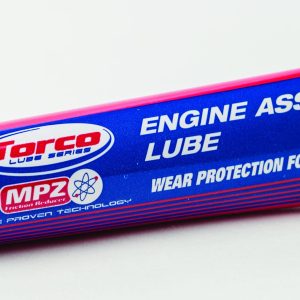 Torco
LUBE SERIES
MPZ
Friction Reducer
PROVEN TECHNOLOGY
ENGINE ASS
LUBE
WEAR PROTECTION FO